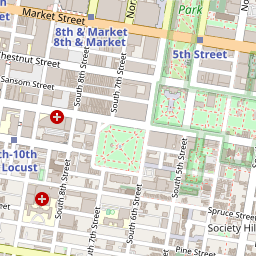 Market Street
Park
8th & Market
8th & Market
5th Street
Chestnut Street
Sansom Street
South 8th Street
South 7th Street
th-10th
Locust
South 5th Street
South 8th Street
South 6th Street
South 7th Street
Spruce Stre
Society Hil
Pine Street